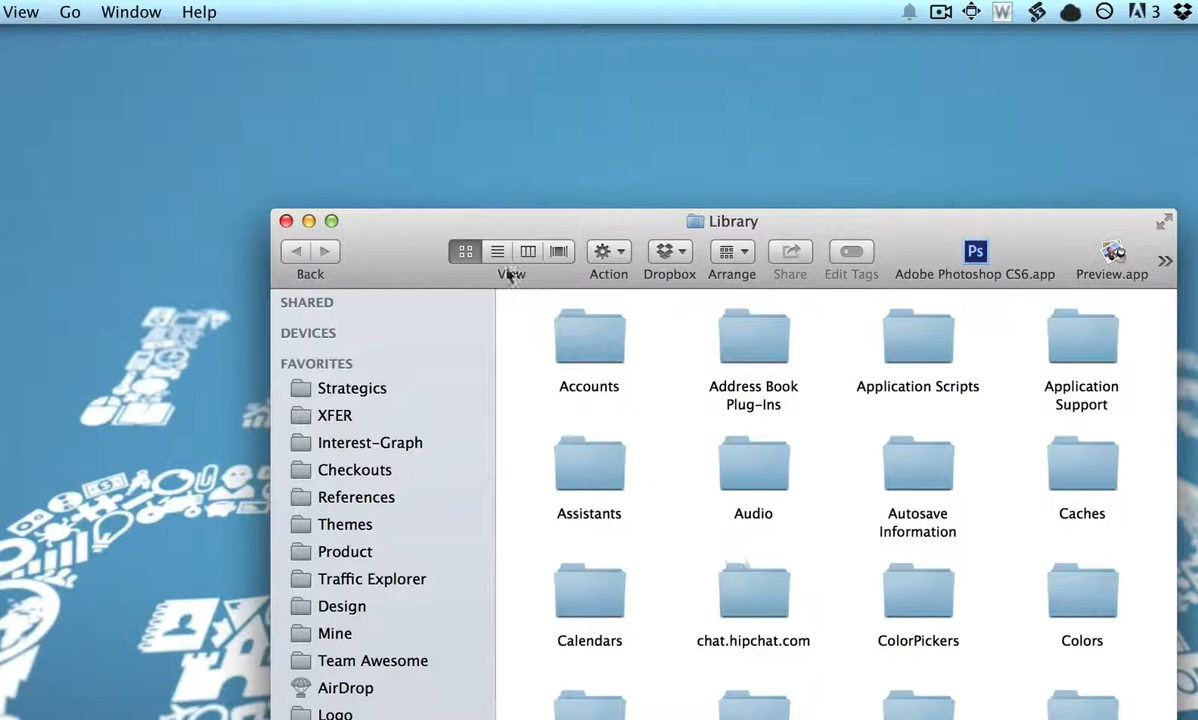 View Go Window Help W 3
Library
Back View Action Dropbox Arrange Share Edit Tags Ps Adobe Photoshop CS6.app Preview.app
SHARED
DEVICES
FAVORITES
Strategics
XFER
Interest-Graph
Checkouts
References
Themes
Product
Traffic Explorer
Design
Mine
Team Awesome
AirDrop
Logo
Accounts
Address Book
Plug-Ins
Application Scripts
Application
Support
Assistants
Audio
Autosave
Information
Caches
Calendars
chat.hipchat.com
ColorPickers
Colors